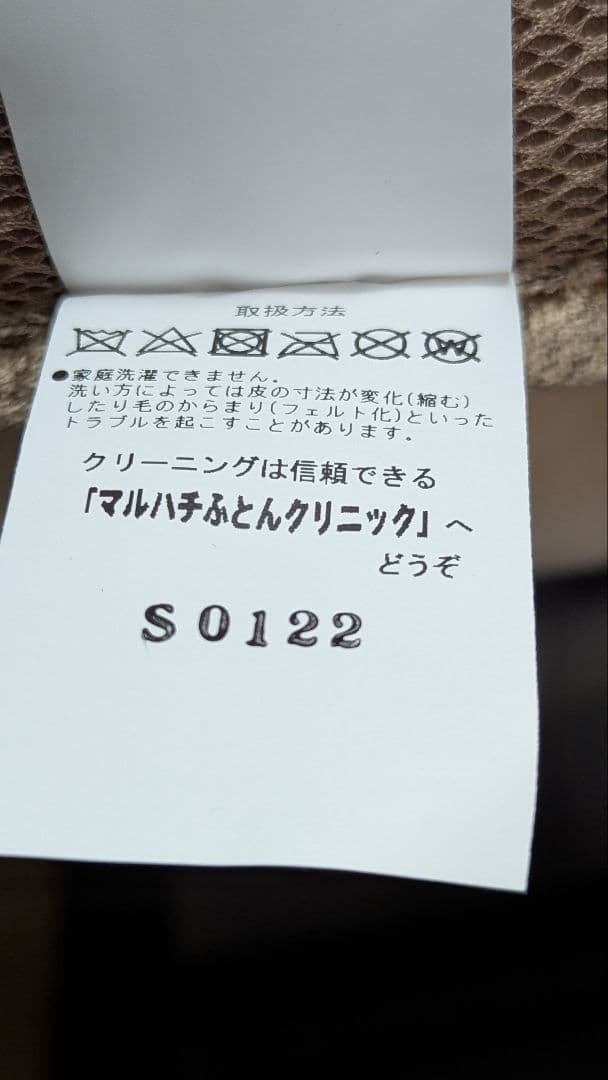 取扱方法
●家庭洗濯できません。
洗い方によっては皮の寸法が変化(縮む)
したり毛のからまり(フェルト化)といった
トラブルを起こすことがあります。
クリーニングは信頼できる
「マルハチふとんクリニック」へ
どうぞ
S0122